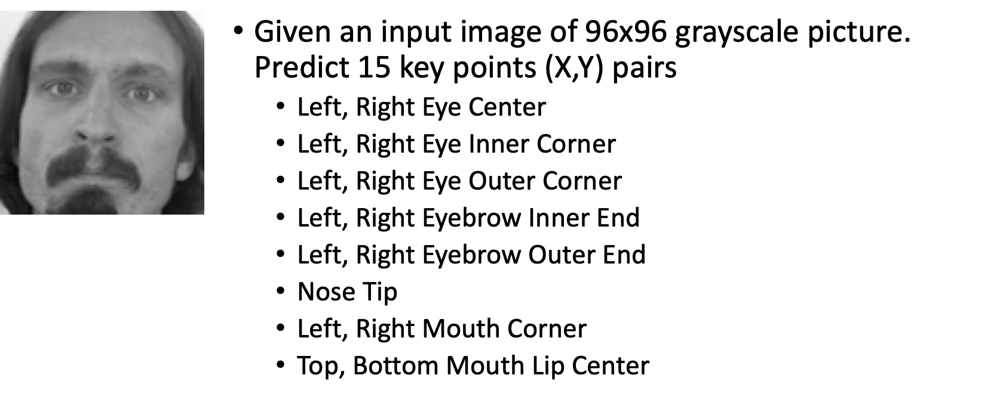 • Given an input image of 96x96 grayscale picture.
Predict 15 key points (X,Y) pairs
• Left, Right Eye Center
• Left, Right Eye Inner Corner
• Left, Right Eye Outer Corner
• Left, Right Eyebrow Inner End
• Left, Right Eyebrow Outer End
• Nose Tip
• Left, Right Mouth Corner
• Top, Bottom Mouth Lip Center